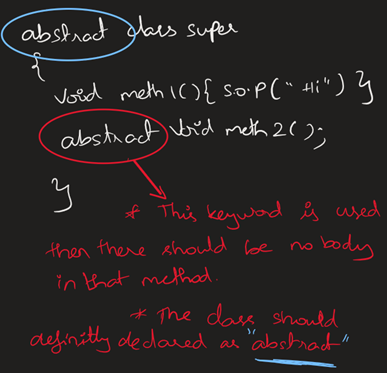 abstract class super
{
void meth1(){ S.O.P("Hi") }
abstract void meth2();
}
* This keyword is used
then there should be no body
in that method.
* The class should
definitly declared as "abstract"